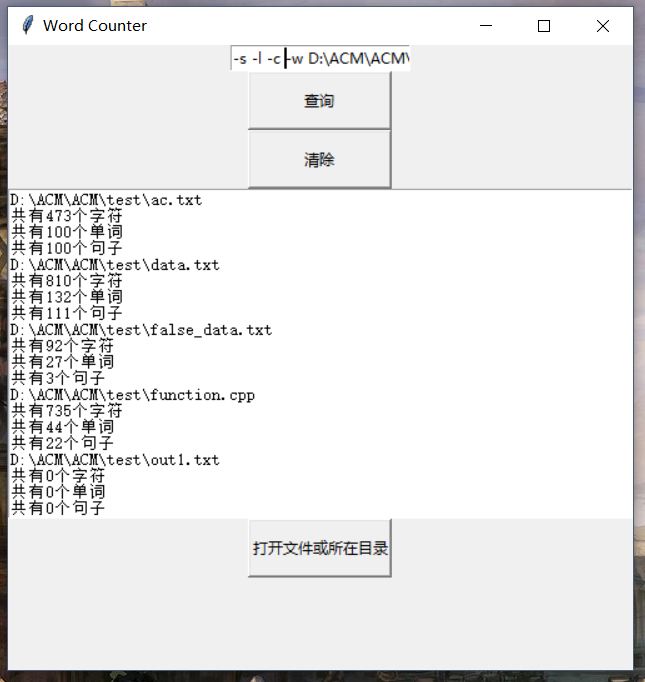 Word Counter
-s -l -c -w D:\ACM\ACM\
查询
清除
D:\ACM\ACM\test\ac.txt
共有473个字符
共有100个单词
共有100个句子
D:\ACM\ACM\test\data.txt
共有810个字符
共有132个单词
共有111个句子
D:\ACM\ACM\test\false_data.txt
共有92个字符
共有27个单词
共有3个句子
D:\ACM\ACM\test\function.cpp
共有735个字符
共有44个单词
共有22个句子
D:\ACM\ACM\test\out1.txt
共有0个字符
共有0个单词
共有0个句子
打开文件或所在目录